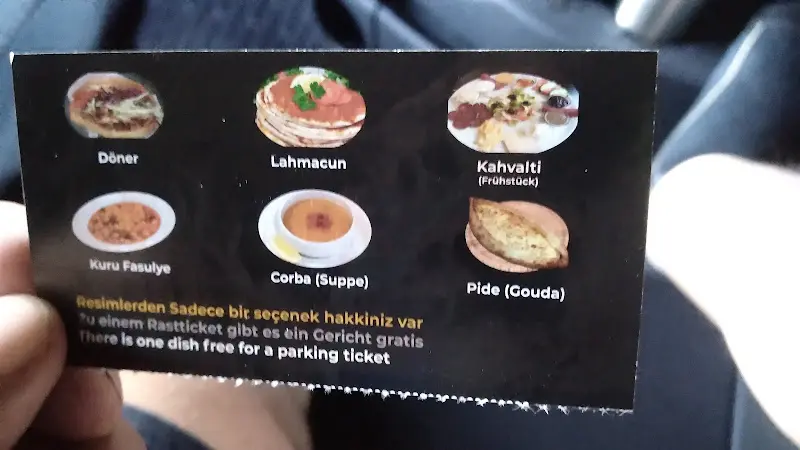 Döner
Lahmacun
Kahvalti
(Frühstück)
Kuru Fasulye
Corba (Suppe)
Pide (Gouda)
Resimlerden Sadece bir seçenek hakkiniz var
Zu einem Rastticket gibt es ein Gericht gratis
There is one dish free for a parking ticket